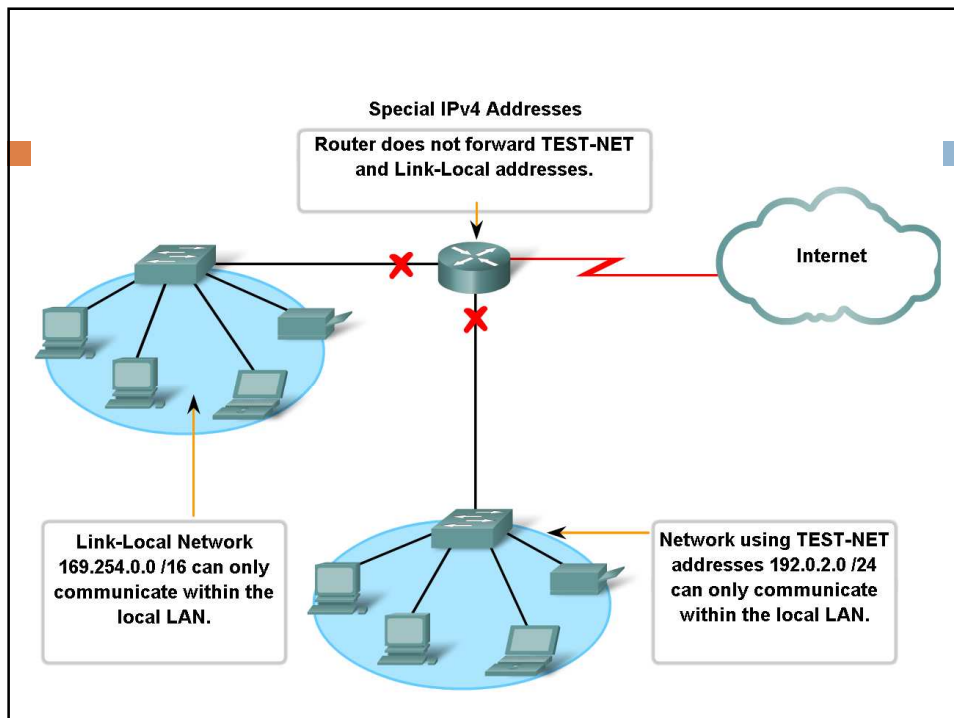 Special IPv4 Addresses
Router does not forward TEST-NET
and Link-Local addresses.
Internet
Link-Local Network
169.254.0.0 /16 can only
communicate within the
local LAN.
Network using TEST-NET
addresses 192.0.2.0 /24
can only communicate
within the local LAN.